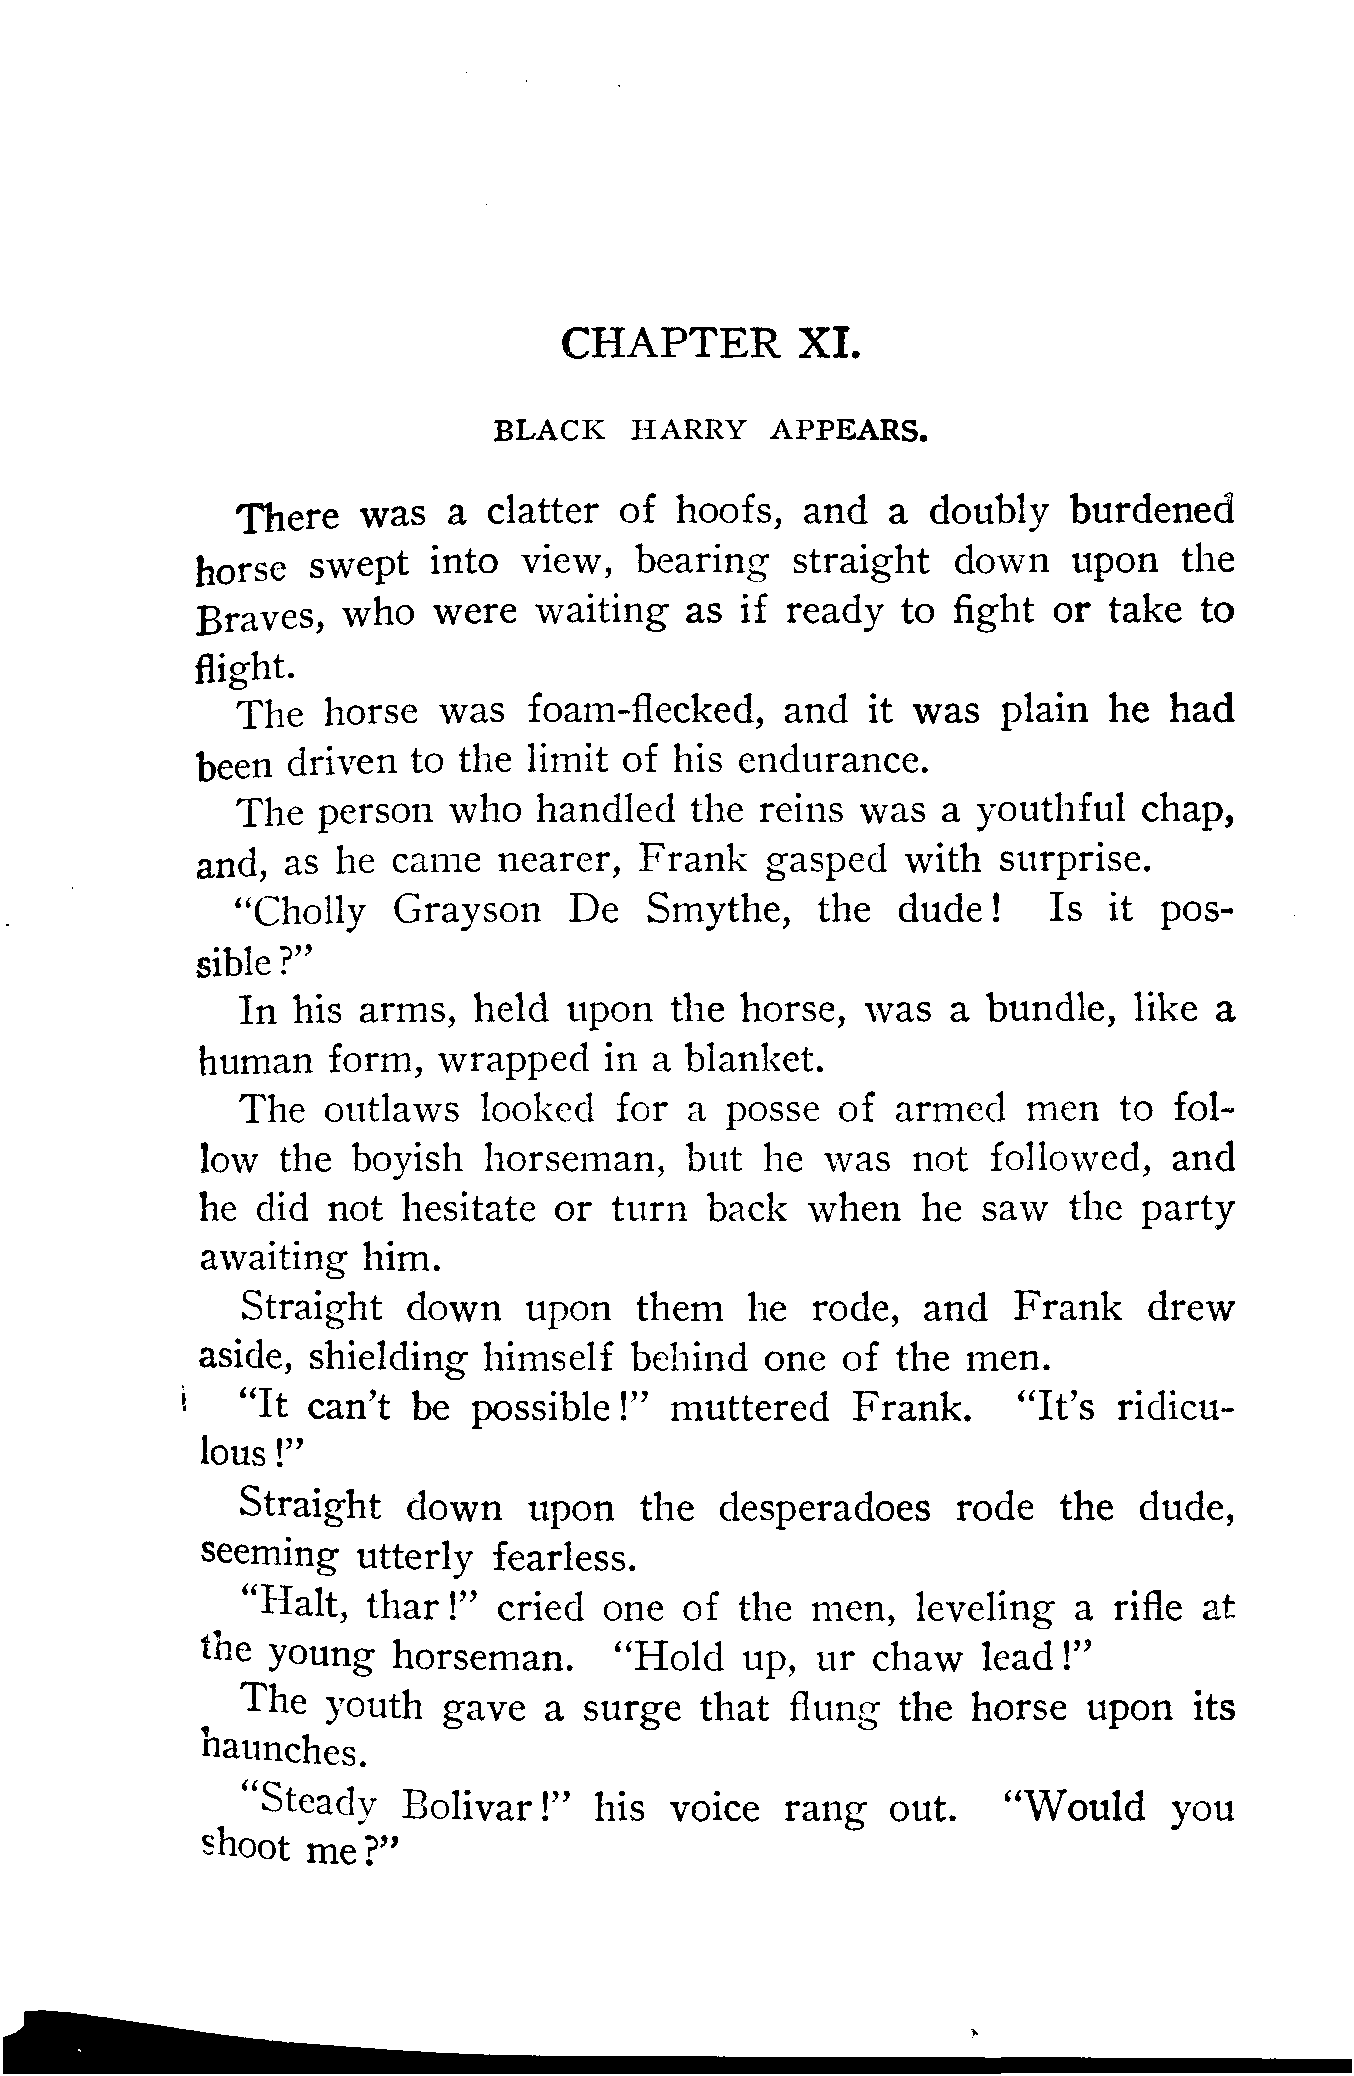 CHAPTER XI.
BLACK HARRY APPEARS.
There was a clatter of hoofs, and a doubly burdened
horse swept into view, bearing straight down upon the
Braves, who were waiting as if ready to fight or take to
flight.
The horse was foam-flecked, and it was plain he had
been driven to the limit of his endurance.
The person who handled the reins was a youthful chap,
and, as he came nearer, Frank gasped with surprise.
“Cholly Grayson De Smythe, the dude! Is it pos-
sible?”
In his arms, held upon the horse, was a bundle, like a
human form, wrapped in a blanket.
The outlaws looked for a posse of armed men to fol-
low the boyish horseman, but he was not followed, and
he did not hesitate or turn back when he saw the party
awaiting him.
Straight down upon them he rode, and Frank drew
aside, shielding himself behind one of the men.
“It can’t be possible!” muttered Frank. “It’s ridicu-
lous!”
Straight down upon the desperadoes rode the dude,
seeming utterly fearless.
“Halt, thar!” cried one of the men, leveling a rifle at
the young horseman. “Hold up, ur chaw lead!”
The youth gave a surge that flung the horse upon its
haunches.
“Steady Bolivar!” his voice rang out. “Would you
shoot me?”